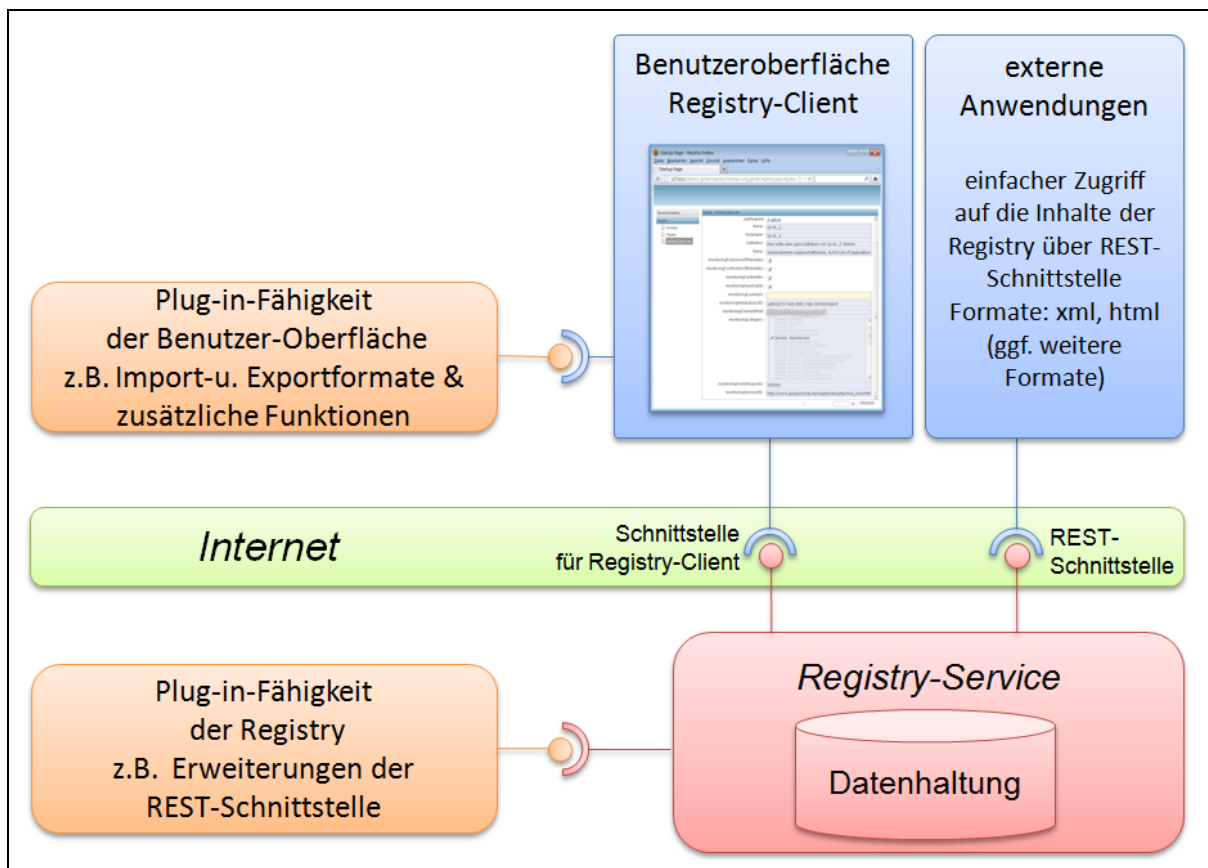 Benutzeroberfläche
Registry-Client
externe
Anwendungen
einfacher Zugriff
auf die Inhalte der
Registry über REST-
Schnittstelle
Formate: xml, html
(ggf. weitere
Formate)
Plug-in-Fähigkeit
der Benutzer-Oberfläche
z.B. Import-u. Exportformate &
zusätzliche Funktionen
Internet
Schnittstelle
für Registry-Client
REST-
Schnittstelle
Plug-in-Fähigkeit
der Registry
z.B. Erweiterungen der
REST-Schnittstelle
Registry-Service
Datenhaltung